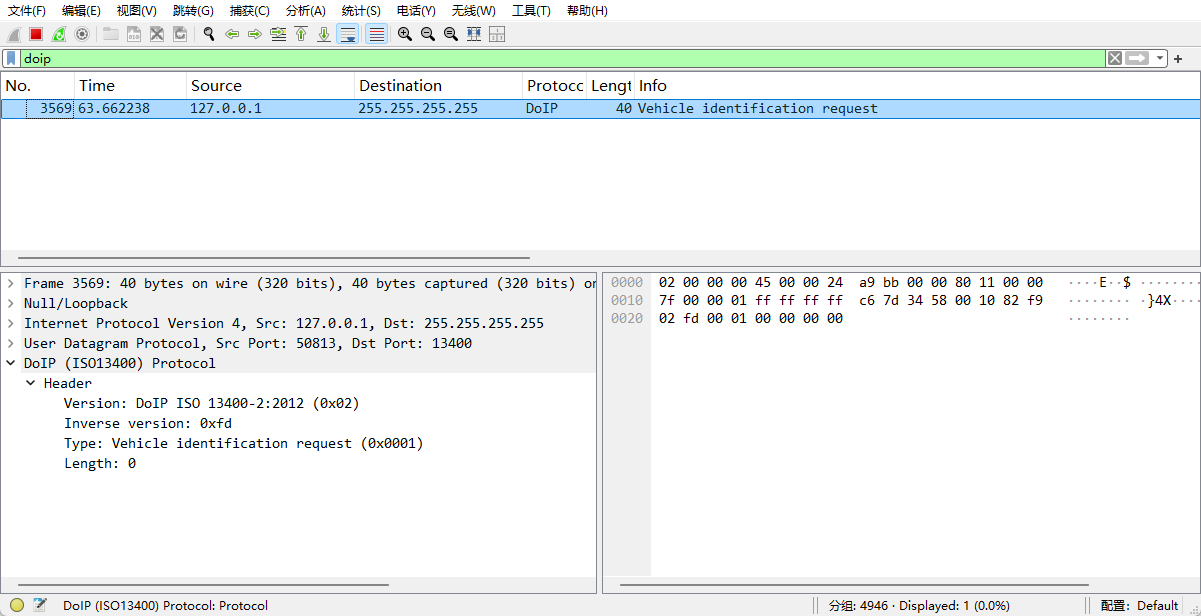 文件(F) 编辑(E) 视图(V) 跳转(G) 捕获(C) 分析(A) 统计(S) 电话(Y) 无线(W) 工具(T) 帮助(H)
doip
No. Time Source Destination Protocc Lengt Info
3569 63.662238 127.0.0.1 255.255.255.255 DoIP 40 Vehicle identification request
Frame 3569: 40 bytes on wire (320 bits), 40 bytes captured (320 bits) or
Null/Loopback
Internet Protocol Version 4, Src: 127.0.0.1, Dst: 255.255.255.255
User Datagram Protocol, Src Port: 50813, Dst Port: 13400
DoIP (ISO13400) Protocol
Header
Version: DoIP ISO 13400-2:2012 (0x02)
Inverse version: 0xfd
Type: Vehicle identification request (0x0001)
Length: 0
0000 02 00 00 00 45 00 00 24 a9 bb 00 00 80 11 00 00 ····E··$ ········
0010 7f 00 00 01 ff ff ff ff c6 7d 34 58 00 10 82 f9 ········ ·}4X····
0020 02 fd 00 01 00 00 00 00 ········
DoIP (ISO13400) Protocol: Protocol 分组: 4946 · Displayed: 1 (0.0%) 配置: Default